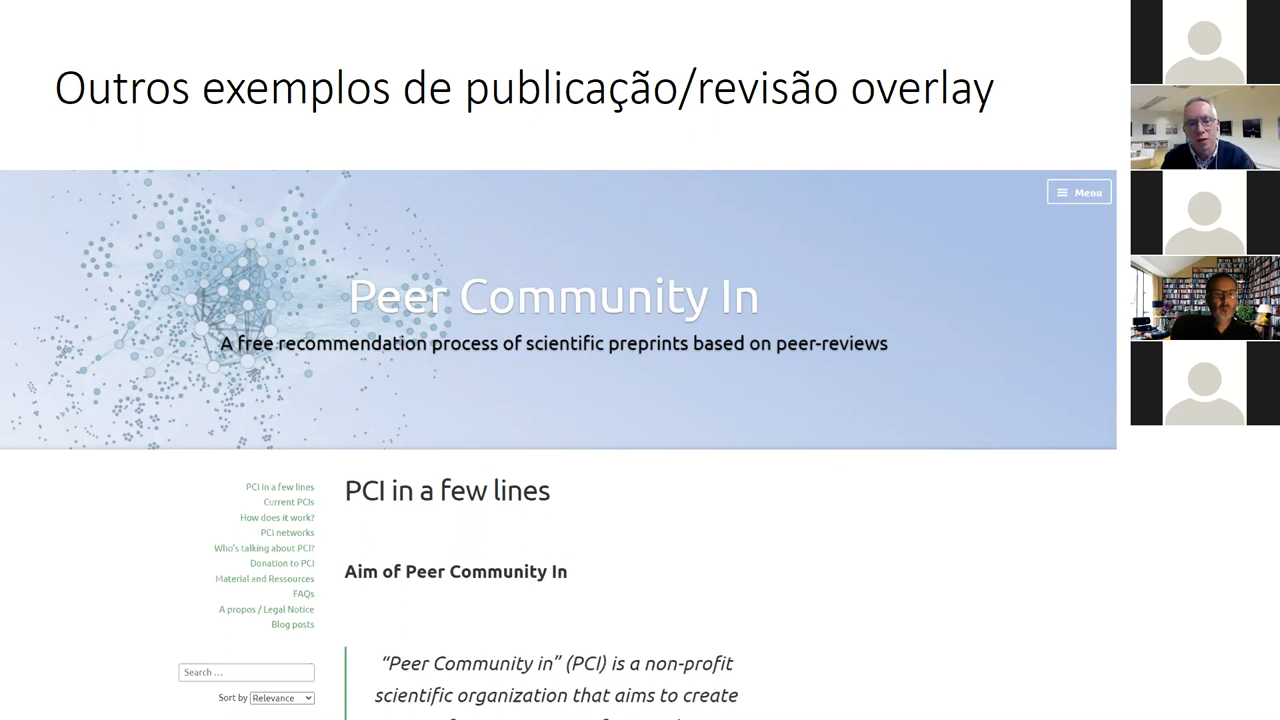 Outros exemplos de publicação/revisão overlay
Menu
Peer Community In
A free recommendation process of scientific preprints based on peer-reviews
PCI in a few lines
Current PCIs
How does it work?
PCI networks
Who's talking about PCI?
Donation to PCI
Material and Ressources
FAQs
A propos / Legal Notice
Blog posts
Search …
Sort by Relevance
PCI in a few lines
Aim of Peer Community In
“Peer Community in” (PCI) is a non-profit
scientific organization that aims to create